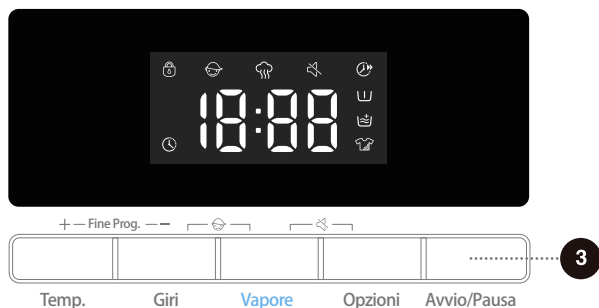 18:88
+ — Fine Prog. — −
3
Temp. Giri Vapore Opzioni Avvio/Pausa